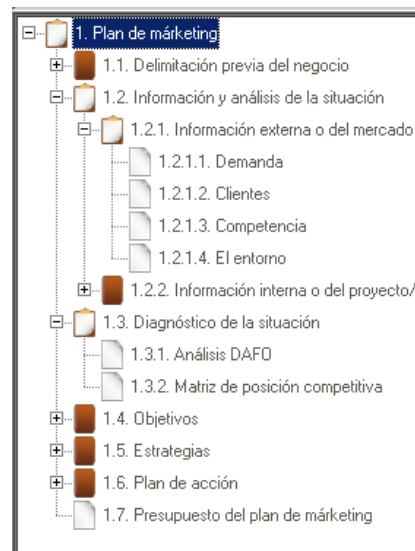 1. Plan de márketing
1.1. Delimitación previa del negocio
1.2. Información y análisis de la situación
1.2.1. Información externa o del mercado
1.2.1.1. Demanda
1.2.1.2. Clientes
1.2.1.3. Competencia
1.2.1.4. El entorno
1.2.2. Información interna o del proyecto/
1.3. Diagnóstico de la situación
1.3.1. Análisis DAFO
1.3.2. Matriz de posición competitiva
1.4. Objetivos
1.5. Estrategias
1.6. Plan de acción
1.7. Presupuesto del plan de márketing